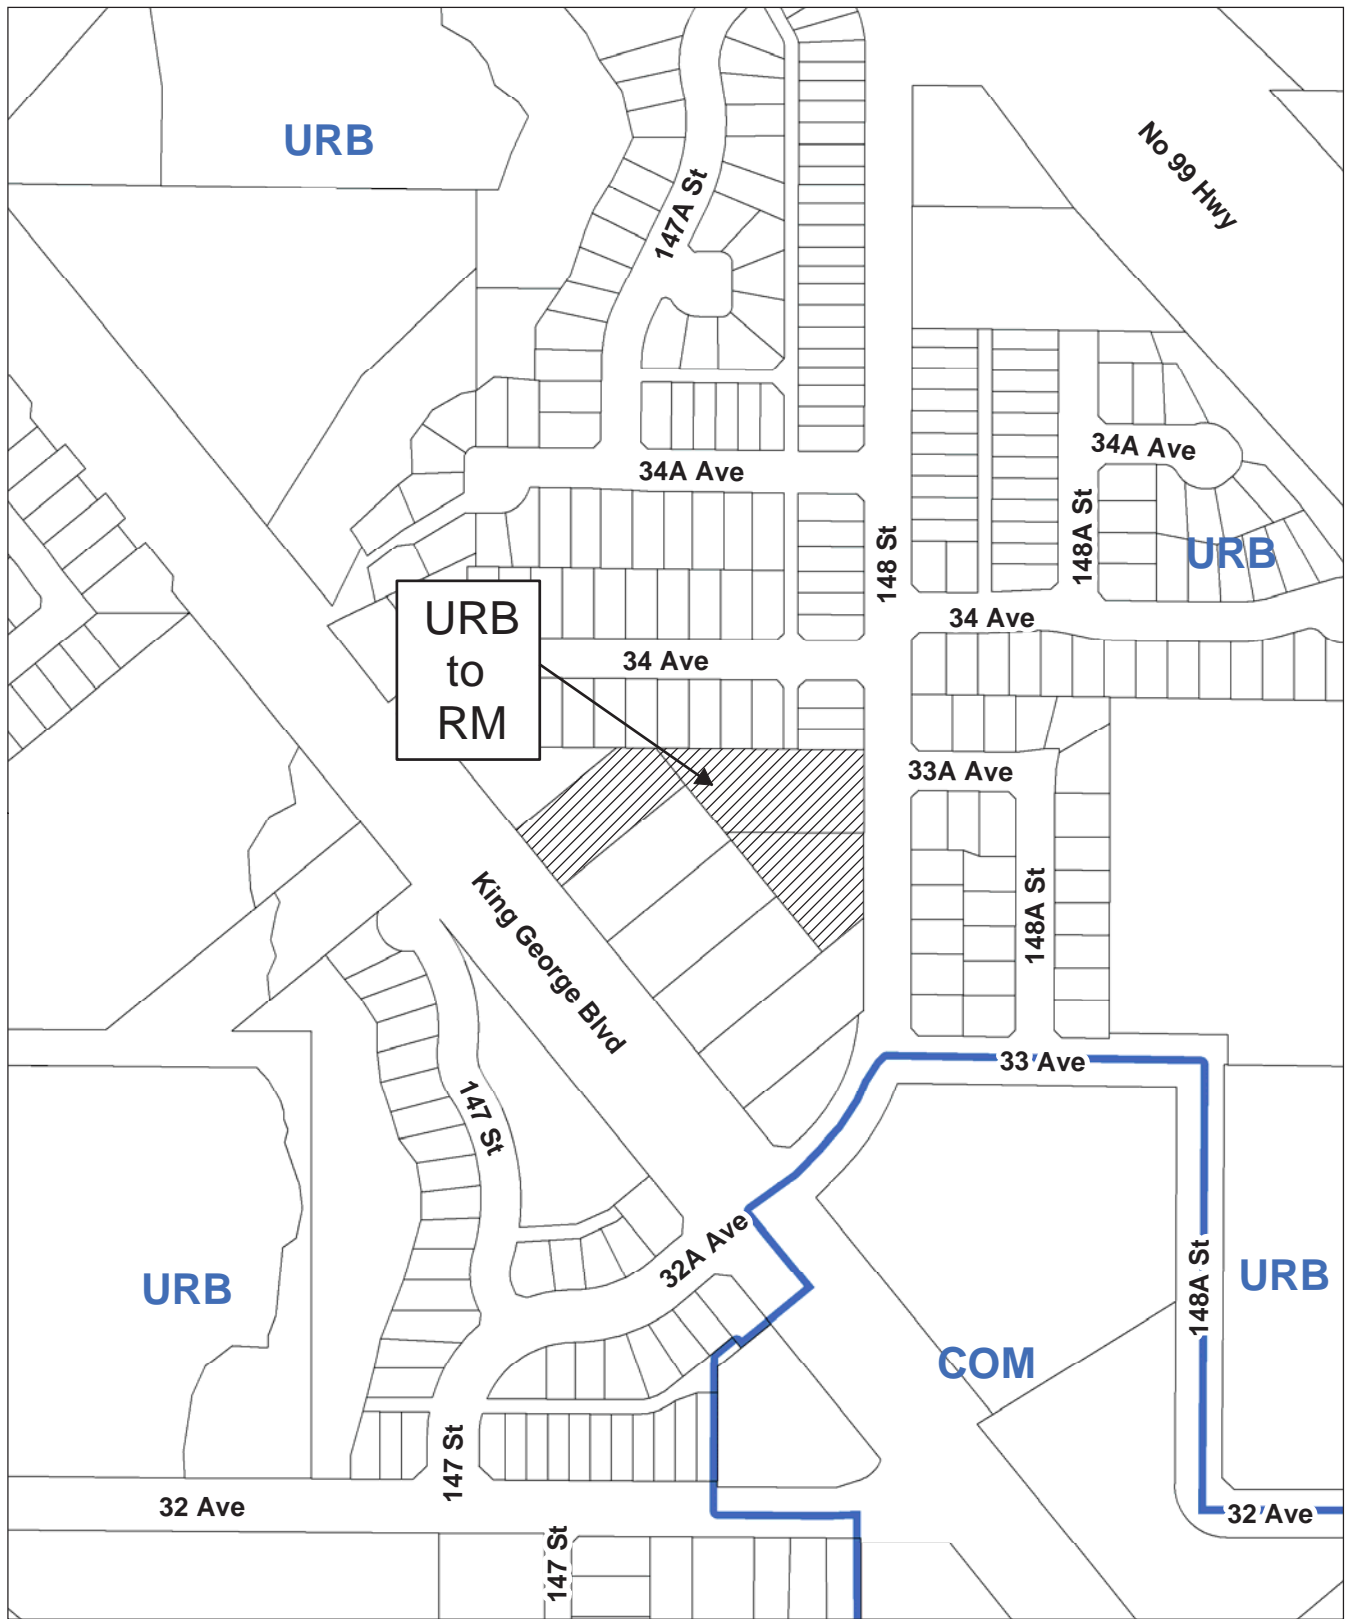 URB
No 99 Hwy
147A St
34A Ave
34A Ave
148 St
148A St
URB
34 Ave
URB
to
RM
34 Ave
33A Ave
148A St
King George Blvd
33 Ave
147 St
32A Ave
148A St
URB
URB
COM
147 St
32 Ave
32 Ave
147 St